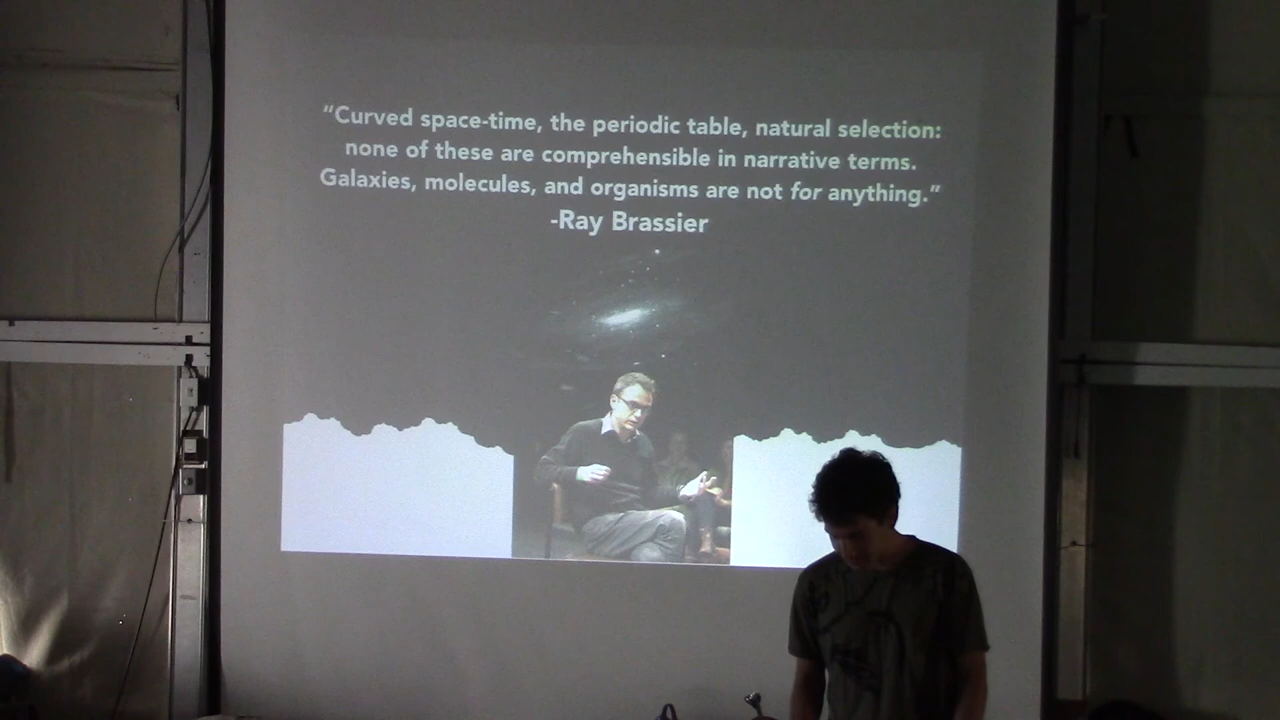 “Curved space-time, the periodic table, natural selection:
none of these are comprehensible in narrative terms.
Galaxies, molecules, and organisms are not for anything.”
-Ray Brassier